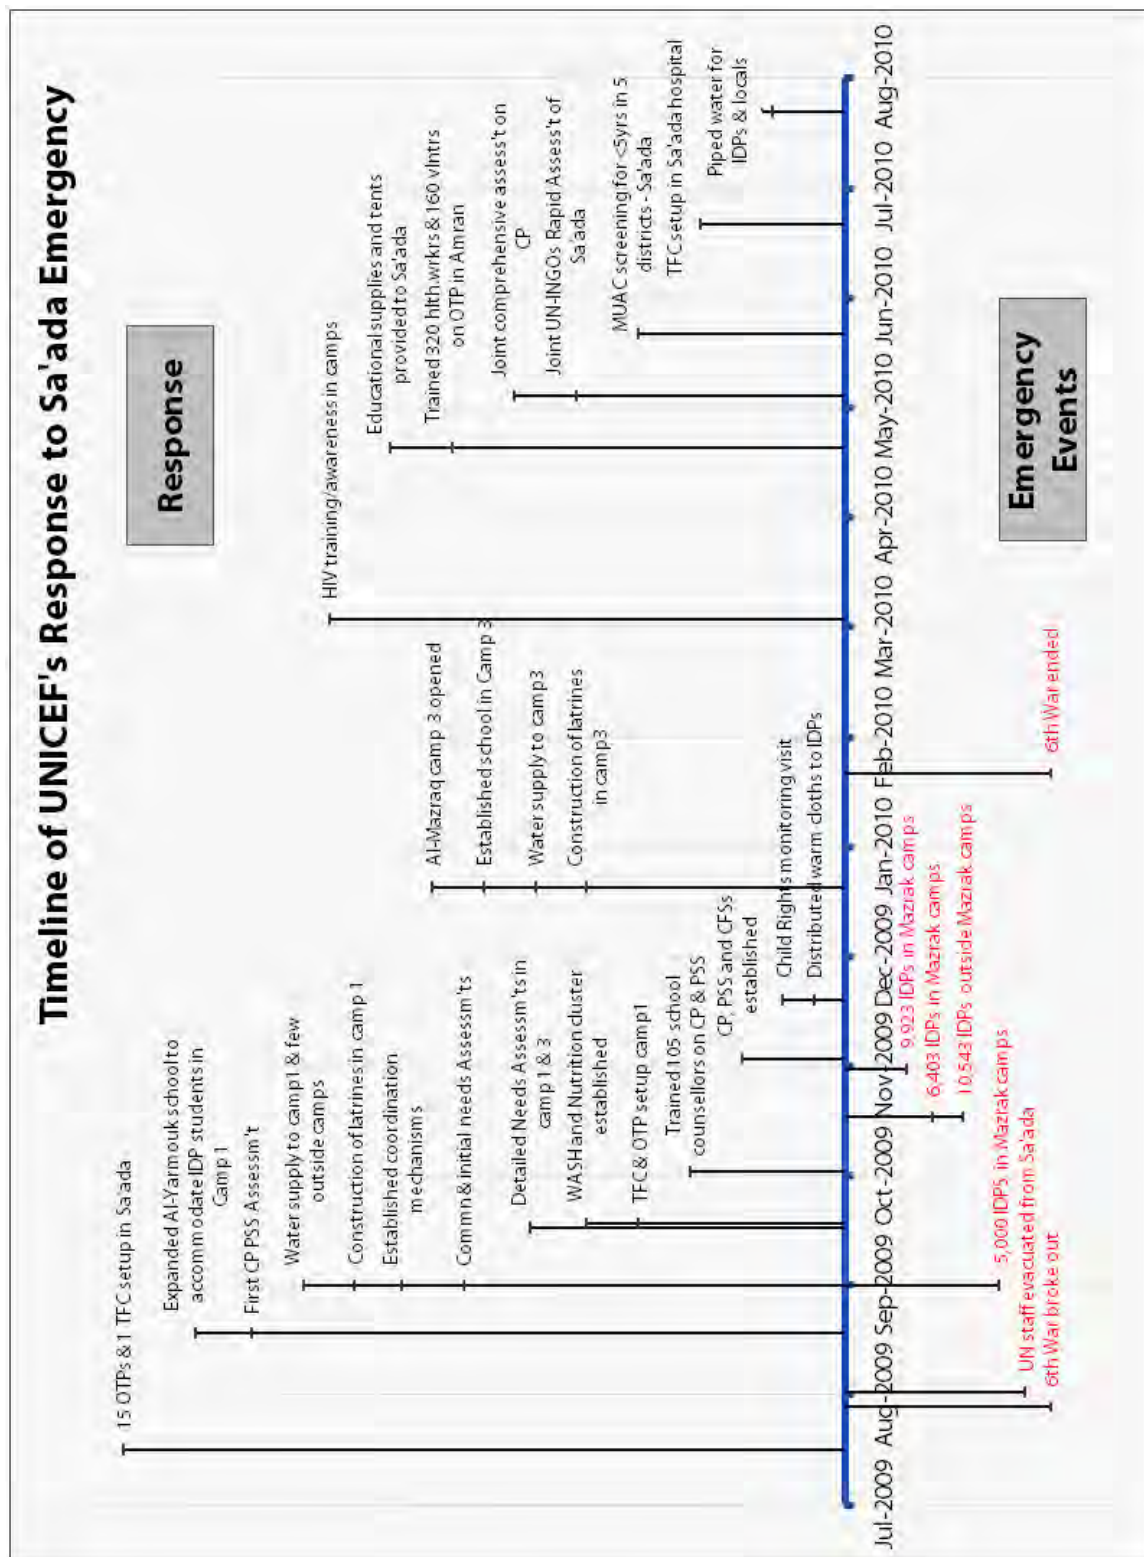 Timeline of UNICEF's Response to Sa'ada Emergency
Response
15 OTPs & 1 TFC setup in Sa'ada
Expanded Al-Yarmouk school to
accommodate IDP students in
Camp 1
First CP PSS Assessm't
Water supply to camp1 & few
outside camps
Construction of latrines in camp 1
Established coordination
mechanisms
Commn & initial needs Assessm'ts
Detailed Needs Assessm'ts in
camp 1 & 3
WASH and Nutrition cluster
established
TFC & OTP setup camp1
Trained 105 school
counsellors on CP & PSS
CP, PSS and CFSs
established
Child Rights monitoring visit
Distributed warm cloths to IDPs
Al-Mazraq camp 3 opened
Established school in Camp 3
Water supply to camp3
Construction of latrines
in camp3
HIV training/awareness in camps
Educational supplies and tents
provided to Sa'ada
Trained 320 hlth.wrkrs & 160 vlntrs
on OTP in Amran
Joint comprehensive assess't on
CP
Joint UN-INGOs Rapid Assess't of
Sa'ada
MUAC screening for <5yrs in 5
districts - Sa'ada
TFC setup in Sa'ada hospital
Piped water for
IDPs & locals
Jul-2009
Aug-2009
Sep-2009
Oct-2009
Nov-2009
Dec-2009
Jan-2010
Feb-2010
Mar-2010
Apr-2010
May-2010
Jun-2010
Jul-2010
Aug-2010
9,923 IDPs in Mazrak camps
6,403 IDPs in Mazrak camps
10,543 IDPs outside Mazrak camps
5,000 IDPS in Mazrak camps
UN staff evacuated from Sa'ada
6th War broke out
6th War ended
Emergency
Events